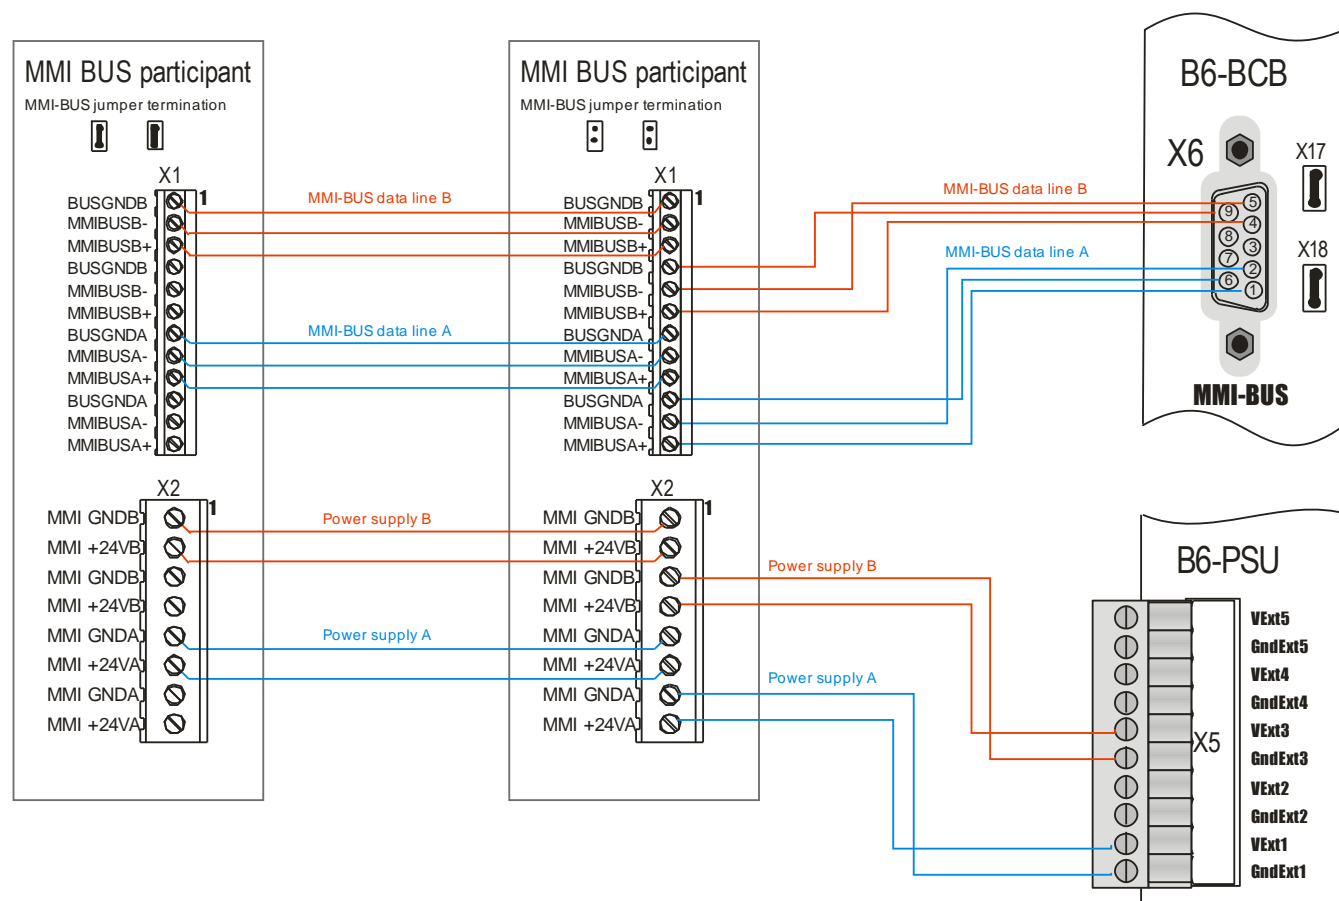 MMI BUS participant
MMI-BUS jumper termination
X1
1
BUSGNDB
MMIBUSB-
MMIBUSB+
BUSGNDB
MMIBUSB-
MMIBUSB+
BUSGNDA
MMIBUSA-
MMIBUSA+
BUSGNDA
MMIBUSA-
MMIBUSA+
X2
1
MMI GNDB
MMI +24VB
MMI GNDB
MMI +24VB
MMI GNDA
MMI +24VA
MMI GNDA
MMI +24VA
MMI-BUS data line B
MMI-BUS data line A
Power supply B
Power supply A
MMI BUS participant
MMI-BUS jumper termination
X1
1
BUSGNDB
MMIBUSB-
MMIBUSB+
BUSGNDB
MMIBUSB-
MMIBUSB+
BUSGNDA
MMIBUSA-
MMIBUSA+
BUSGNDA
MMIBUSA-
MMIBUSA+
X2
1
MMI GNDB
MMI +24VB
MMI GNDB
MMI +24VB
MMI GNDA
MMI +24VA
MMI GNDA
MMI +24VA
MMI-BUS data line B
MMI-BUS data line A
Power supply B
Power supply A
B6-BCB
X6
X17
X18
5
9
4
8
3
7
2
6
1
MMI-BUS
B6-PSU
X5
VExt5
GndExt5
VExt4
GndExt4
VExt3
GndExt3
VExt2
GndExt2
VExt1
GndExt1